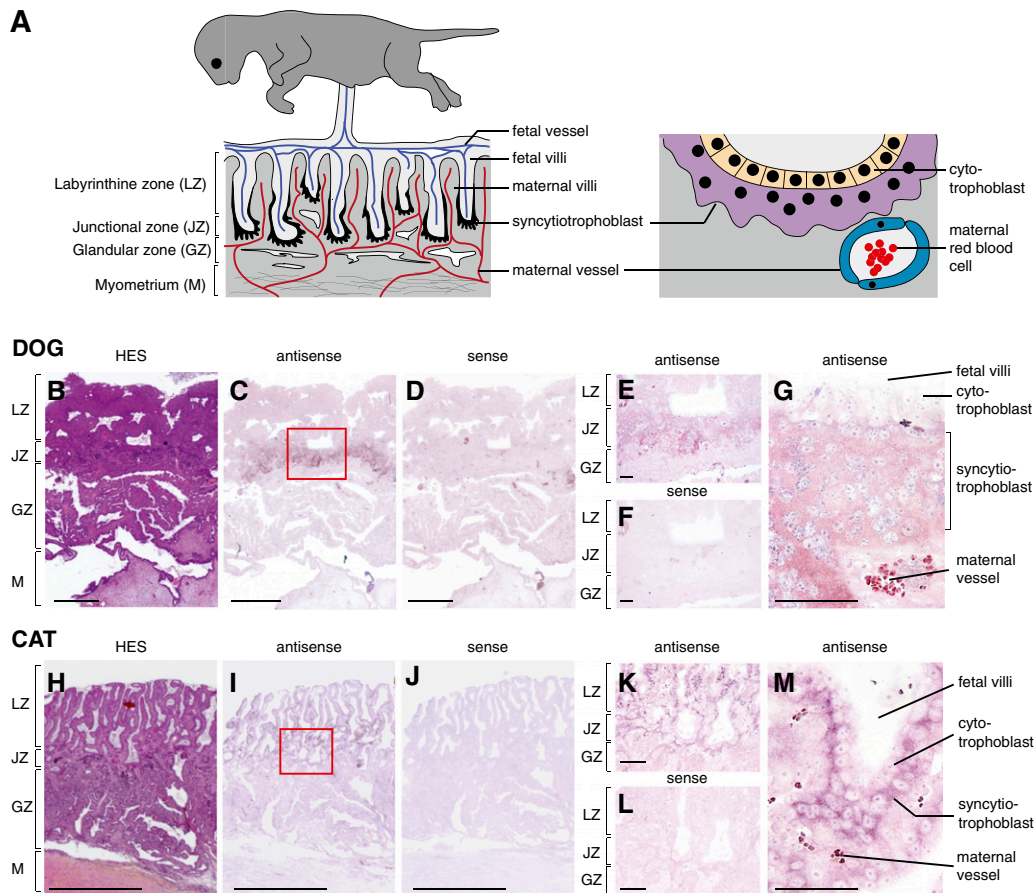 A
fetal vessel
fetal villi
maternal villi
syncytiotrophoblast
maternal vessel
Labyrinthine zone (LZ)
Junctional zone (JZ)
Glandular zone (GZ)
Myometrium (M)
cyto-
trophoblast
maternal
red blood
cell
DOG
HES
antisense
sense
antisense
antisense
B
C
D
E
F
G
LZ
JZ
GZ
M
LZ
JZ
GZ
sense
LZ
JZ
GZ
fetal villi
cyto-
trophoblast
syncytio-
trophoblast
maternal
vessel
CAT
HES
antisense
sense
antisense
antisense
H
I
J
K
L
M
LZ
JZ
GZ
M
LZ
JZ
GZ
sense
LZ
JZ
GZ
fetal villi
cyto-
trophoblast
syncytio-
trophoblast
maternal
vessel